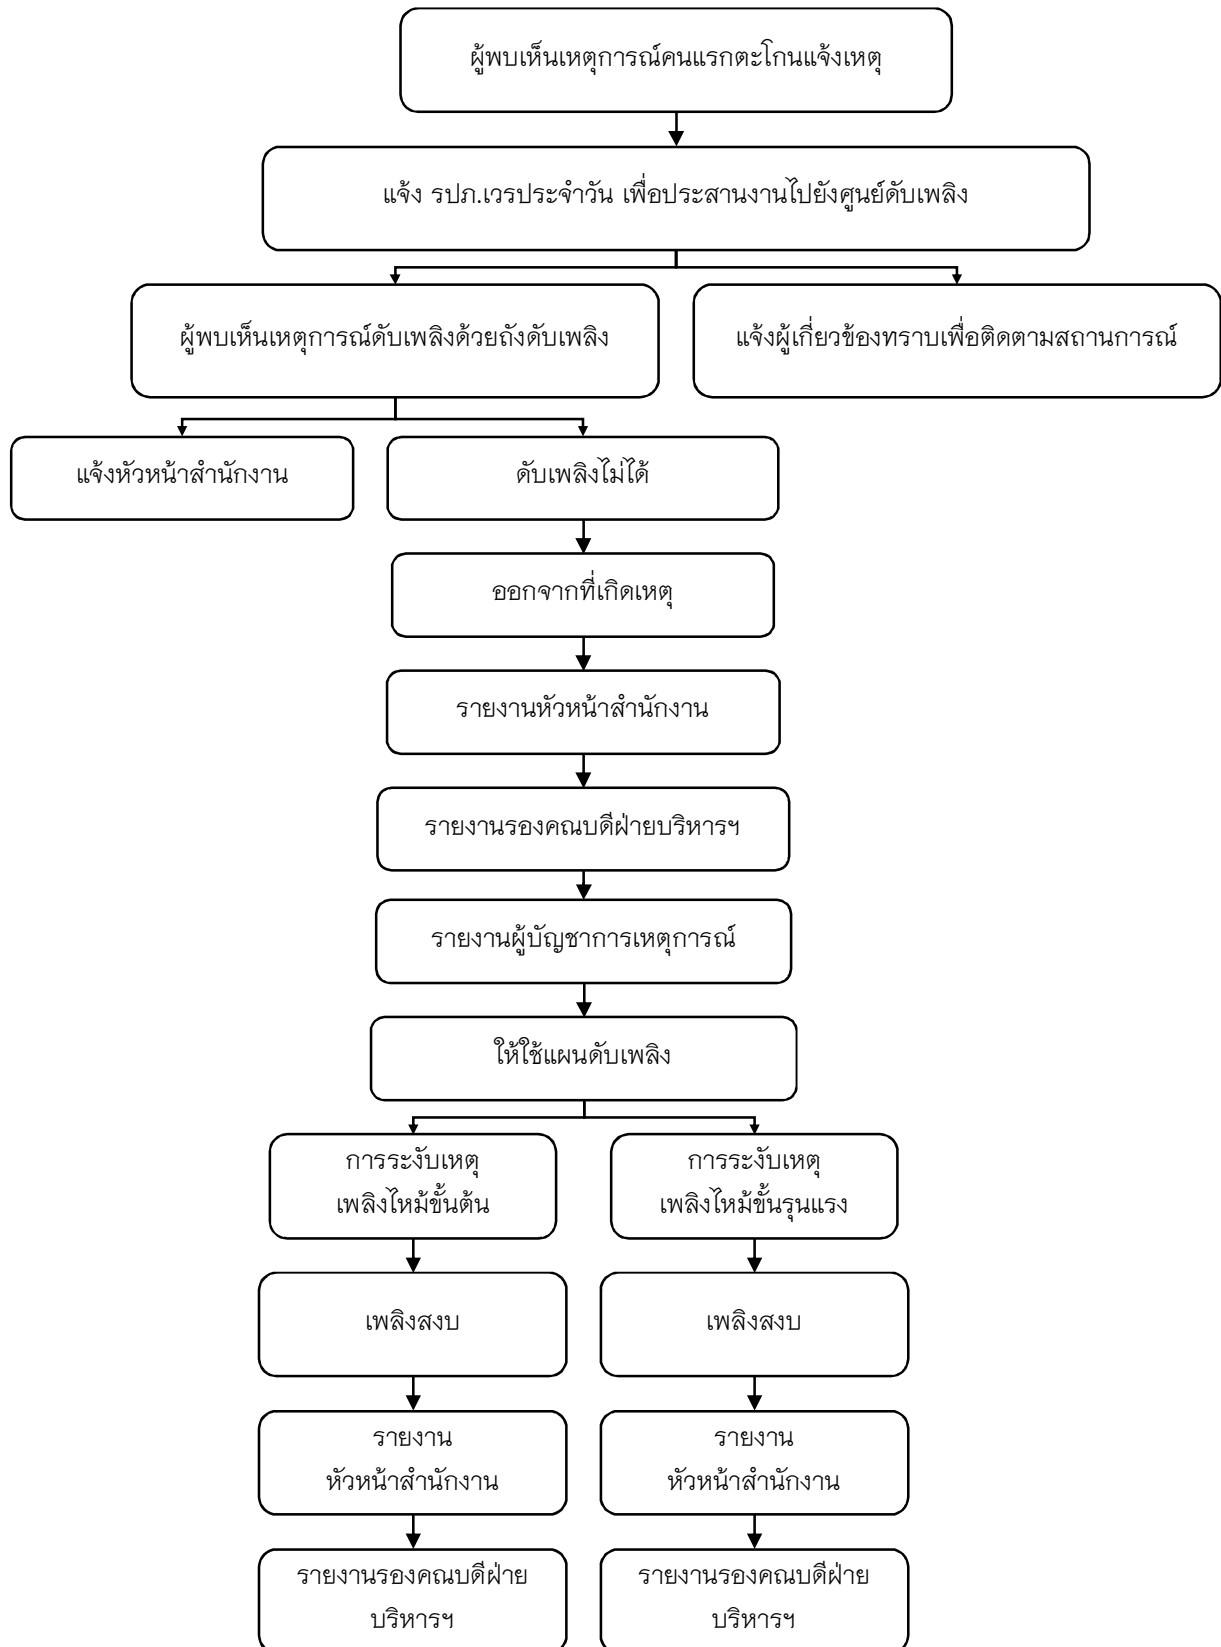 ผู้พบเห็นเหตุการณ์คนแรกตะโกนแจ้งเหตุ
แจ้ง รปภ.เวรประจำวัน เพื่อประสานงานไปยังศูนย์ดับเพลิง
ผู้พบเห็นเหตุการณ์ดับเพลิงด้วยถังดับเพลิง
แจ้งผู้เกี่ยวข้องทราบเพื่อติดตามสถานการณ์
แจ้งหัวหน้าสำนักงาน
ดับเพลิงไม่ได้
ออกจากที่เกิดเหตุ
รายงานหัวหน้าสำนักงาน
รายงานรองคณบดีฝ่ายบริหารฯ
รายงานผู้บัญชาการเหตุการณ์
ให้ใช้แผนดับเพลิง
การระงับเหตุ
เพลิงไหม้ขั้นต้น
การระงับเหตุ
เพลิงไหม้ขั้นรุนแรง
เพลิงสงบ
เพลิงสงบ
รายงาน
หัวหน้าสำนักงาน
รายงาน
หัวหน้าสำนักงาน
รายงานรองคณบดีฝ่าย
บริหารฯ
รายงานรองคณบดีฝ่าย
บริหารฯ